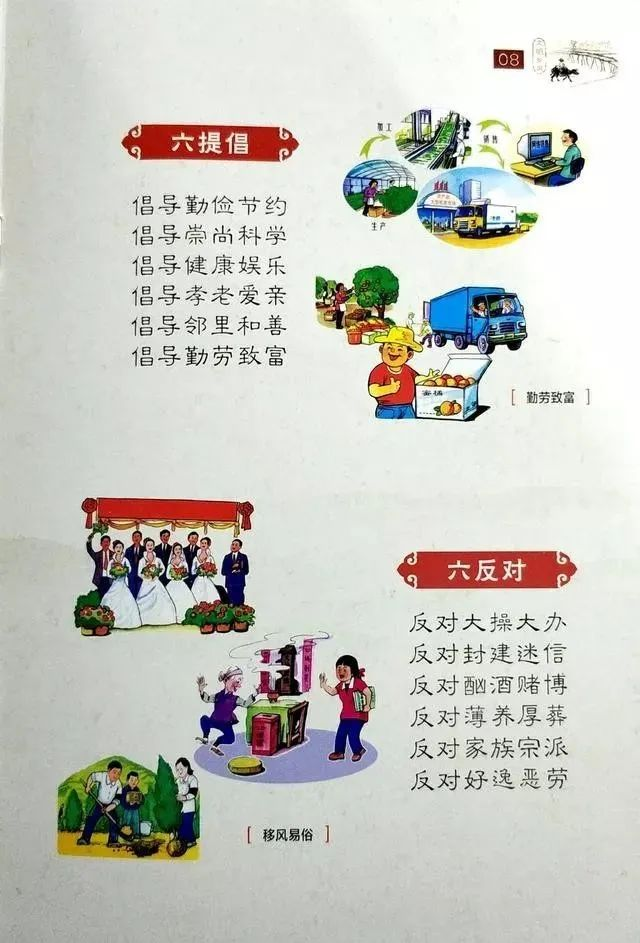 08
文明乡风
六提倡
加工
销售
生产
倡导勤俭节约
倡导崇尚科学
倡导健康娱乐
倡导孝老爱亲
倡导邻里和善
倡导勤劳致富
[ 勤劳致富 ]
六反对
反对大操大办
反对封建迷信
反对酗酒赌博
反对薄养厚葬
反对家族宗派
反对好逸恶劳
[ 移风易俗 ]